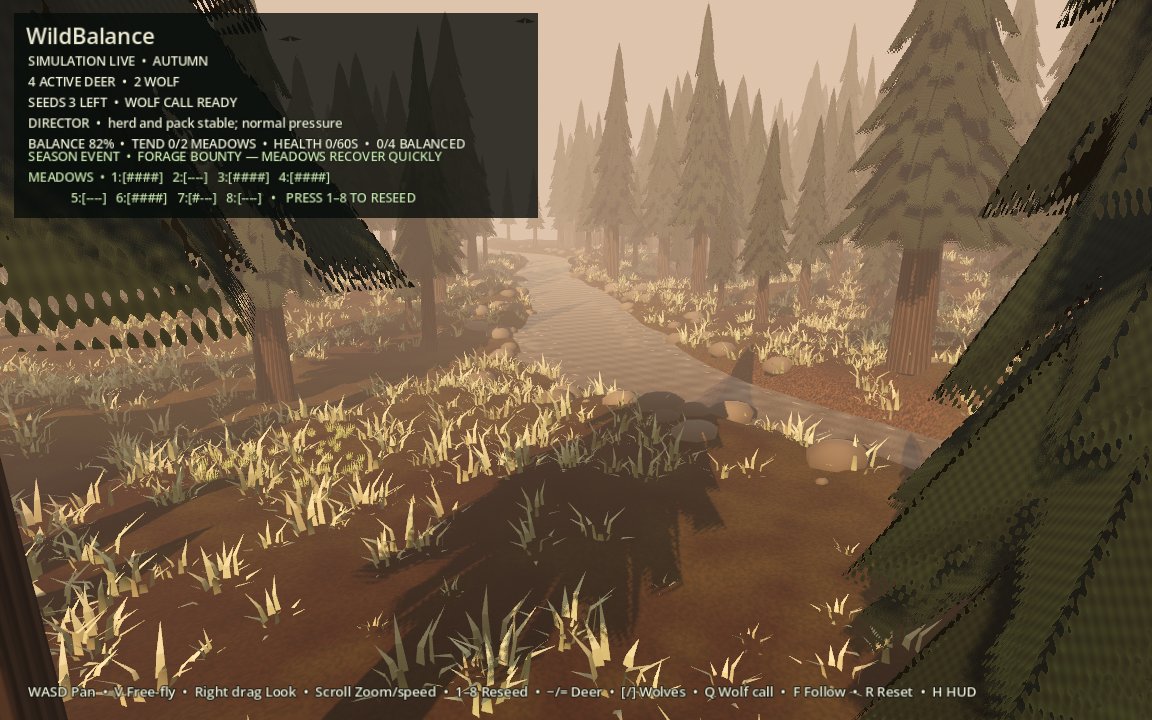 WildBalance
SIMULATION LIVE • AUTUMN
4 ACTIVE DEER • 2 WOLF
SEEDS 3 LEFT • WOLF CALL READY
DIRECTOR • herd and pack stable; normal pressure
BALANCE 82% • TEND 0/2 MEADOWS • HEALTH 0/60S • 0/4 BALANCED
SEASON EVENT • FORAGE BOUNTY — MEADOWS RECOVER QUICKLY
MEADOWS • 1:[####] 2:[----] 3:[####] 4:[####]
5:[----] 6:[####] 7:[#---] 8:[----] • PRESS 1-8 TO RESEED
WASD Pan • V Free-fly • Right drag Look • Scroll Zoom/speed • 1-8 Reseed • -/= Deer • [/] Wolves • Q Wolf call • F Follow • R Reset • H HUD